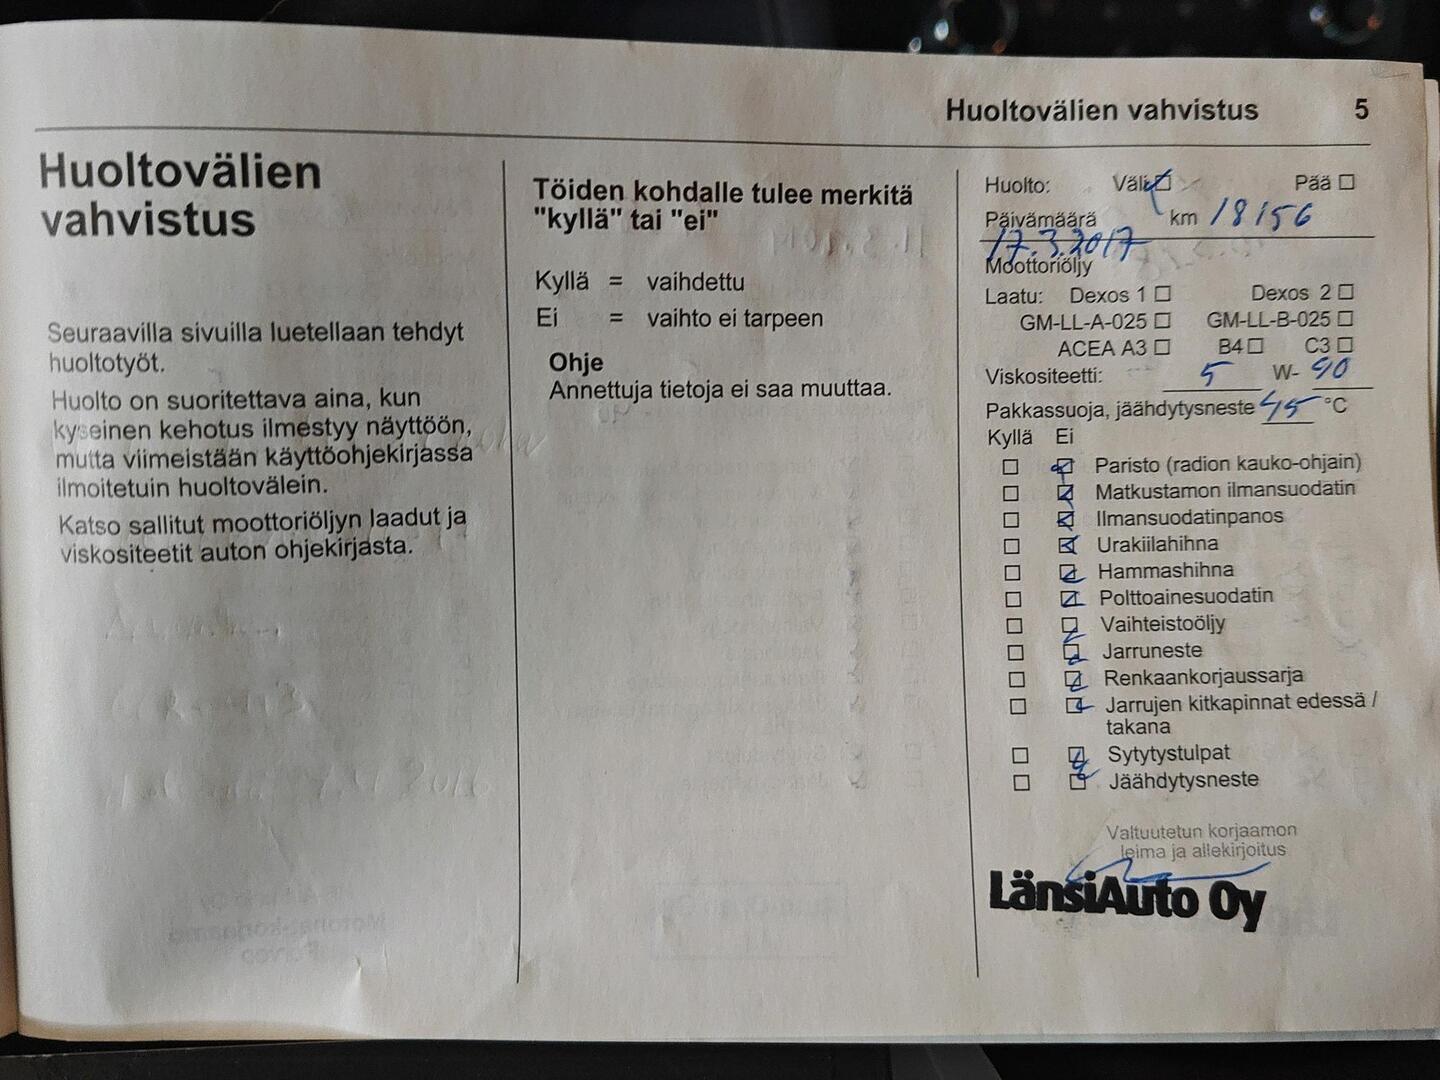 Huoltovälien vahvistus 5
Huoltovälien
vahvistus
Seuraavilla sivuilla luetellaan tehdyt
huoltotyöt.
Huolto on suoritettava aina, kun
kyseinen kehotus ilmestyy näyttöön,
mutta viimeistään käyttöohjekirjassa
ilmoitetuin huoltovälein.
Katso sallitut moottoriöljyn laadut ja
viskositeetit auton ohjekirjasta.
Töiden kohdalle tulee merkitä
"kyllä" tai "ei"
Kyllä = vaihdettu
Ei = vaihto ei tarpeen
Ohje
Annettuja tietoja ei saa muuttaa.
Huolto: Väli Pää
Päivämäärä km 18156
17.3.2017
Moottoriöljy
Laatu: Dexos 1 Dexos 2
GM-LL-A-025 GM-LL-B-025
ACEA A3 B4 C3
Viskositeetti: 5 W-
Pakkassuoja, jäähdytysneste 45 °C
Kyllä Ei
Paristo (radion kauko-ohjain)
Matkustamon ilmansuodatin
Ilmansuodatinpanos
Urakiilahihna
Hammashihna
Polttoainesuodatin
Vaihteistoöljy
Jarruneste
Renkaankorjaussarja
Jarrujen kitkapinnat edessä /
takana
Sytytystulpat
Jäähdytysneste
Valtuutetun korjaamon
leima ja allekirjoitus
LänsiAuto Oy